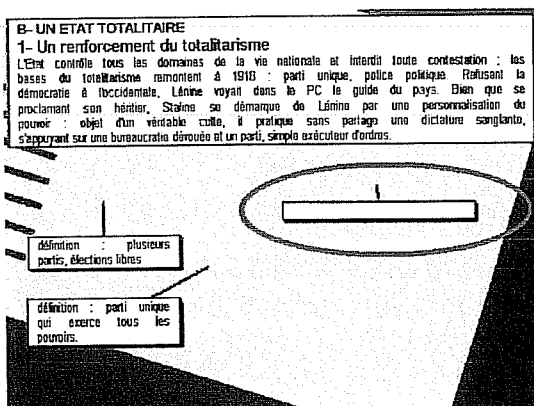 B- UN ETAT TOTALITAIRE
1- Un renforcement du totalitarisme
L'Etat contrôle tous les domaines de la vie nationale et interdit toute contestation : les
bases du totalitarisme remontent à 1918 : parti unique, police politique. Refusant la
démocratie à l'occidentale, Lénine voyait dans le PC le guide du pays. Bien que se
proclamant son héritier, Staline se démarque de Lénine par une personnalisation du
pouvoir : objet d'un véritable culte, il pratique sans partage une dictature sanglante,
s'appuyant sur une bureaucratie dévouée et un parti, simple exécuteur d'ordres.
définition : plusieurs
partis, élections libres
définition : parti unique
qui exerce tous les
pouvoirs.